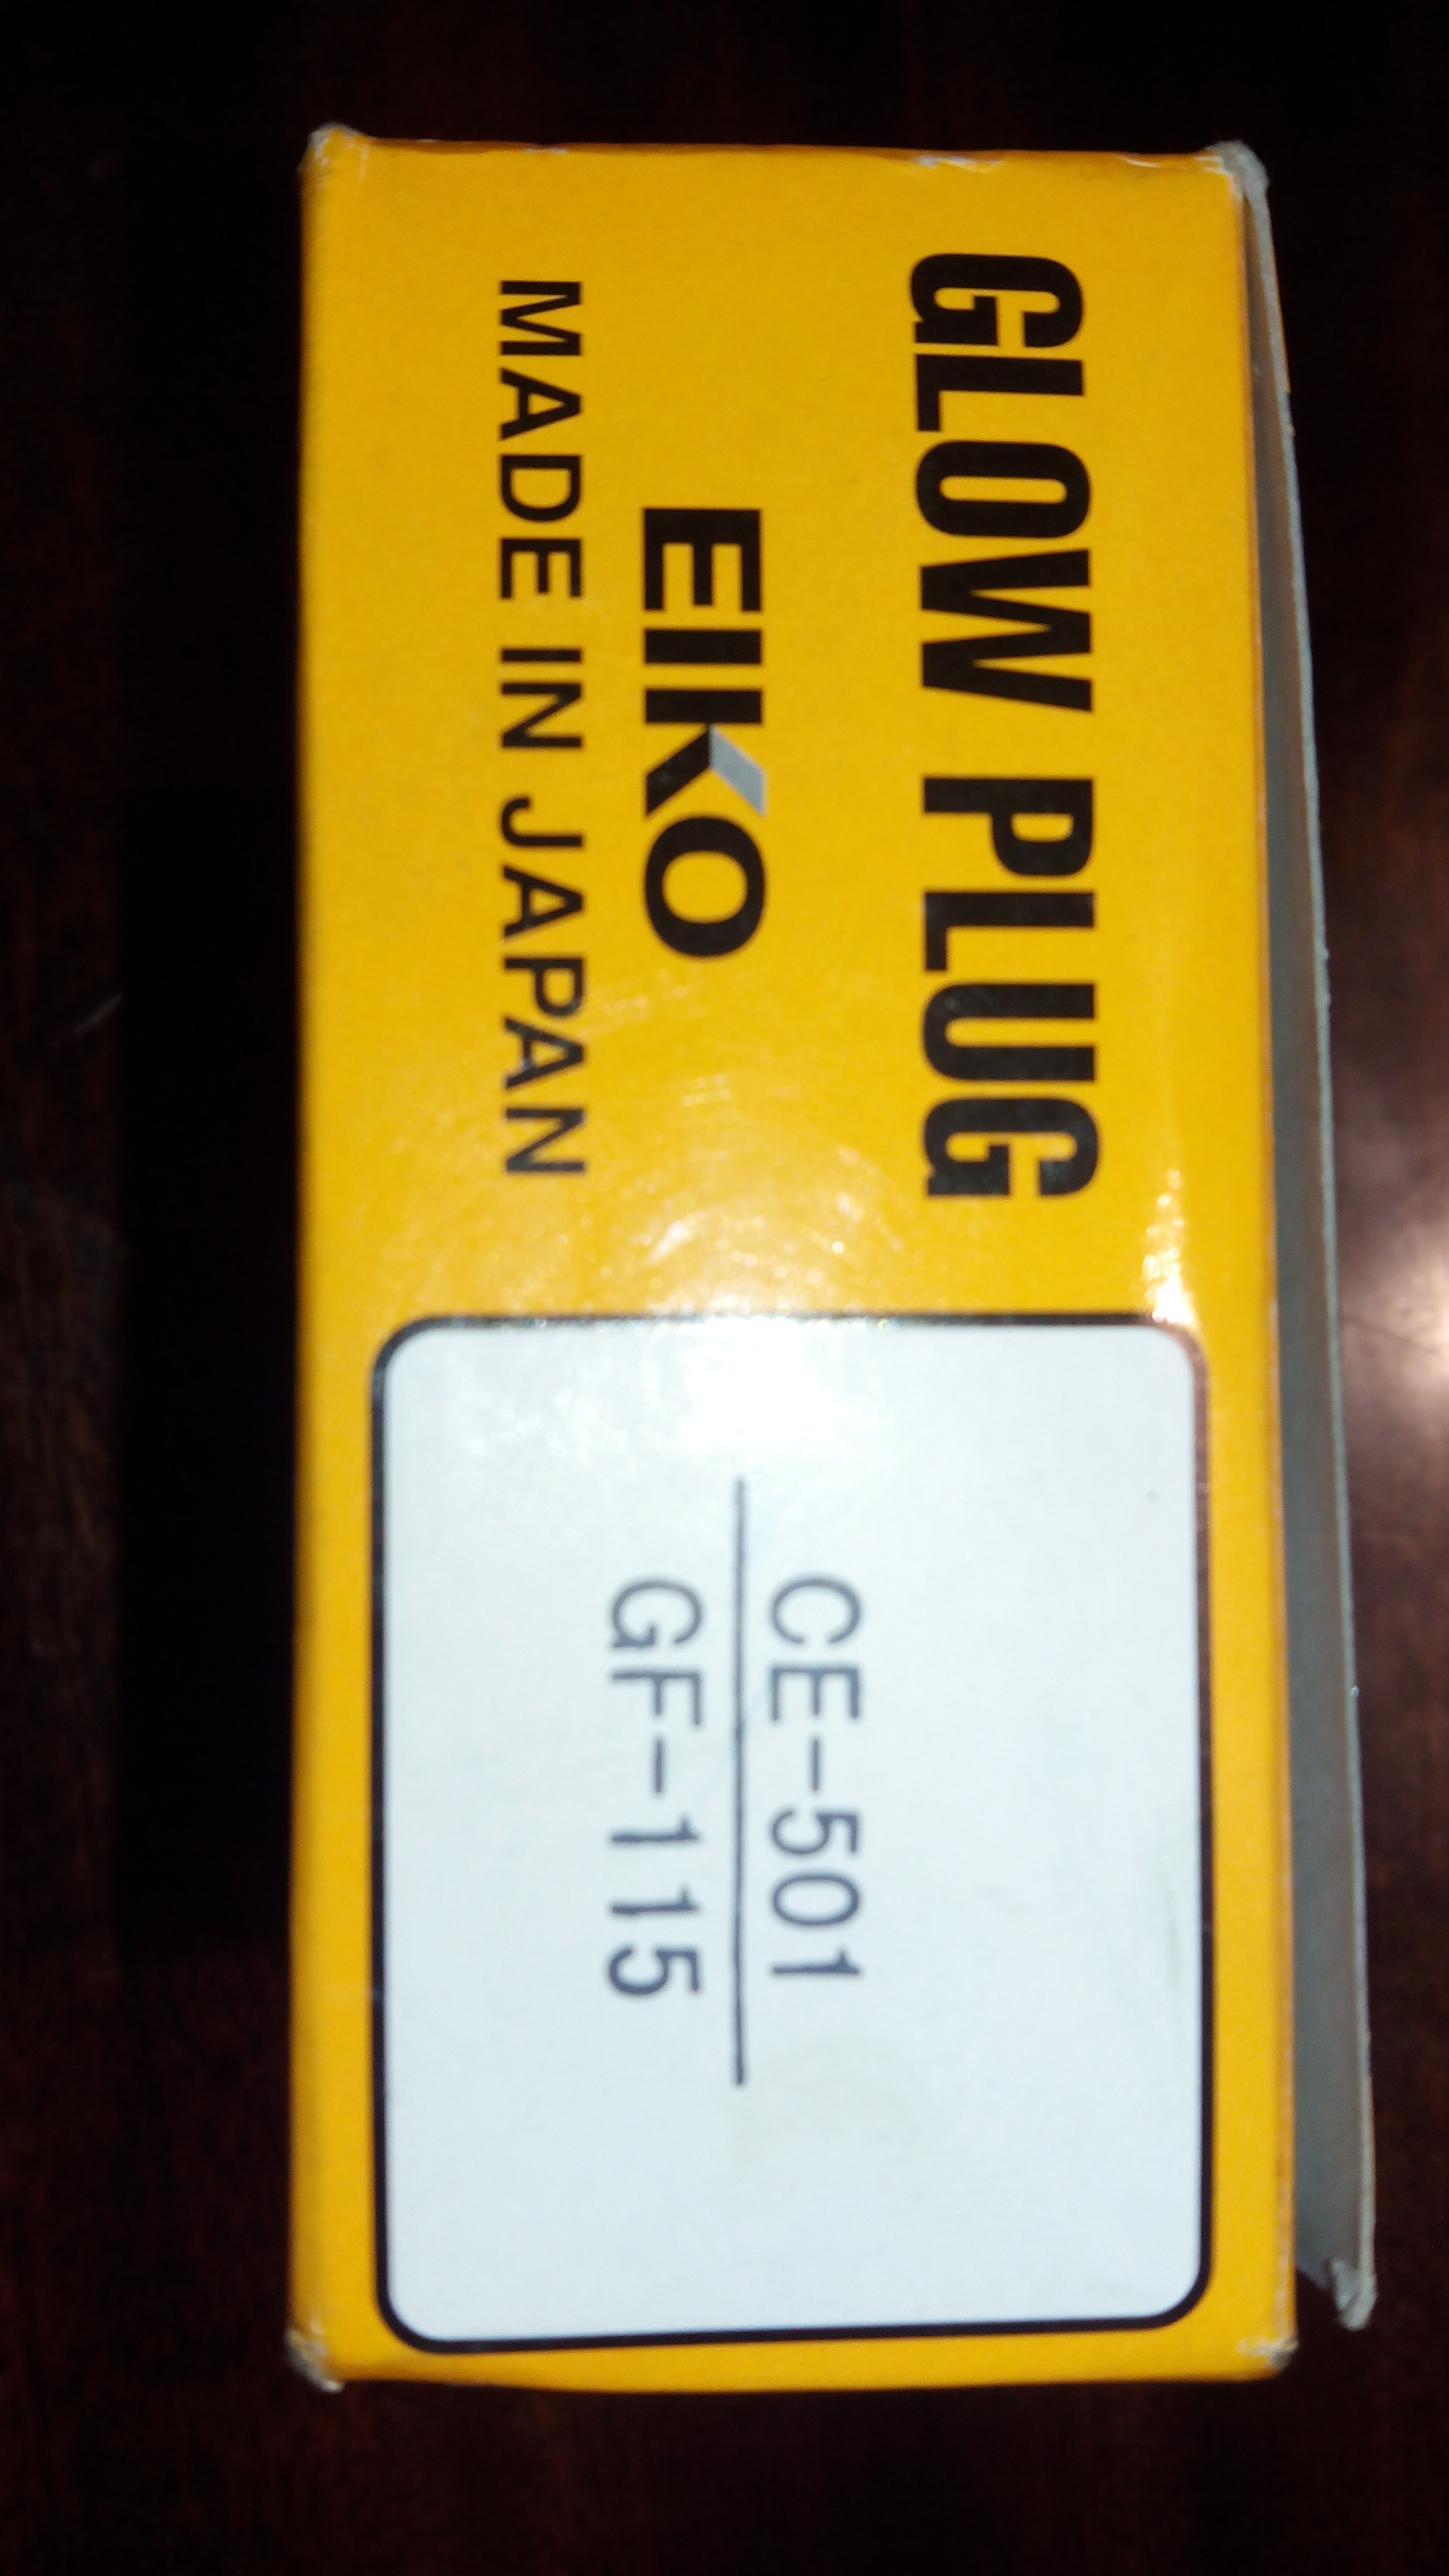 GLOW PLUG
EIKO
MADE IN JAPAN
CE-501
GF-115